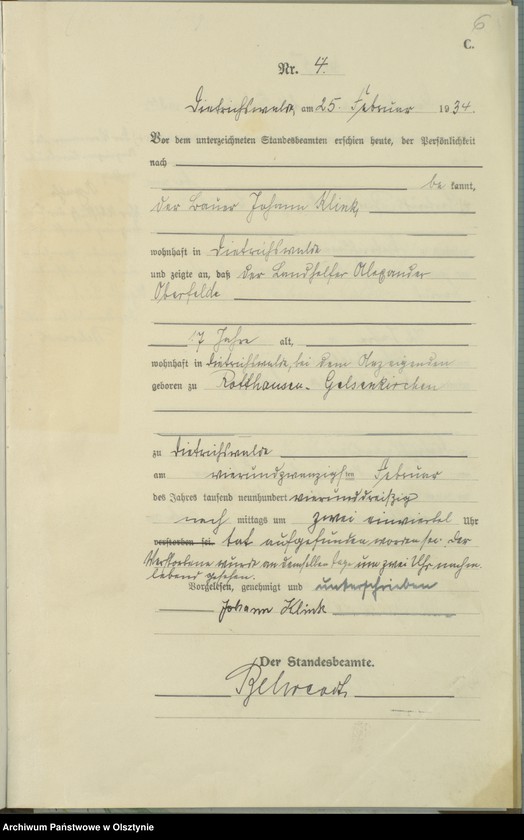 6
C.
Nr. 4.
Dietrichswalde, am 25. Februar 1934.
Vor dem unterzeichneten Standesbeamten erschien heute, der Persönlichkeit
nach
be kannt,
der Bauer Johann Klink,
wohnhaft in Dietrichswalde
und zeigte an, daß der Landhelfer Alexander
Oberfelde
17 Jahre alt,
wohnhaft in Dietrichswalde, bei dem Anzeigenden
geboren zu Rotthausen-Gelsenkirchen
zu Dietrichswalde
am vierundzwanzigsten Februar
des Jahres tausend neunhundert vierunddreißig
nach mittags um zwei einviertel Uhr
verstorben sei. tot aufgefunden worden sei. Der
Verstorbene wurde an demselben Tage um zwei Uhr nachm.
lebend gesehen.
Vorgelesen, genehmigt und unterschrieben
Johann Klink
Der Standesbeamte.
Archiwum Państwowe w Olsztynie